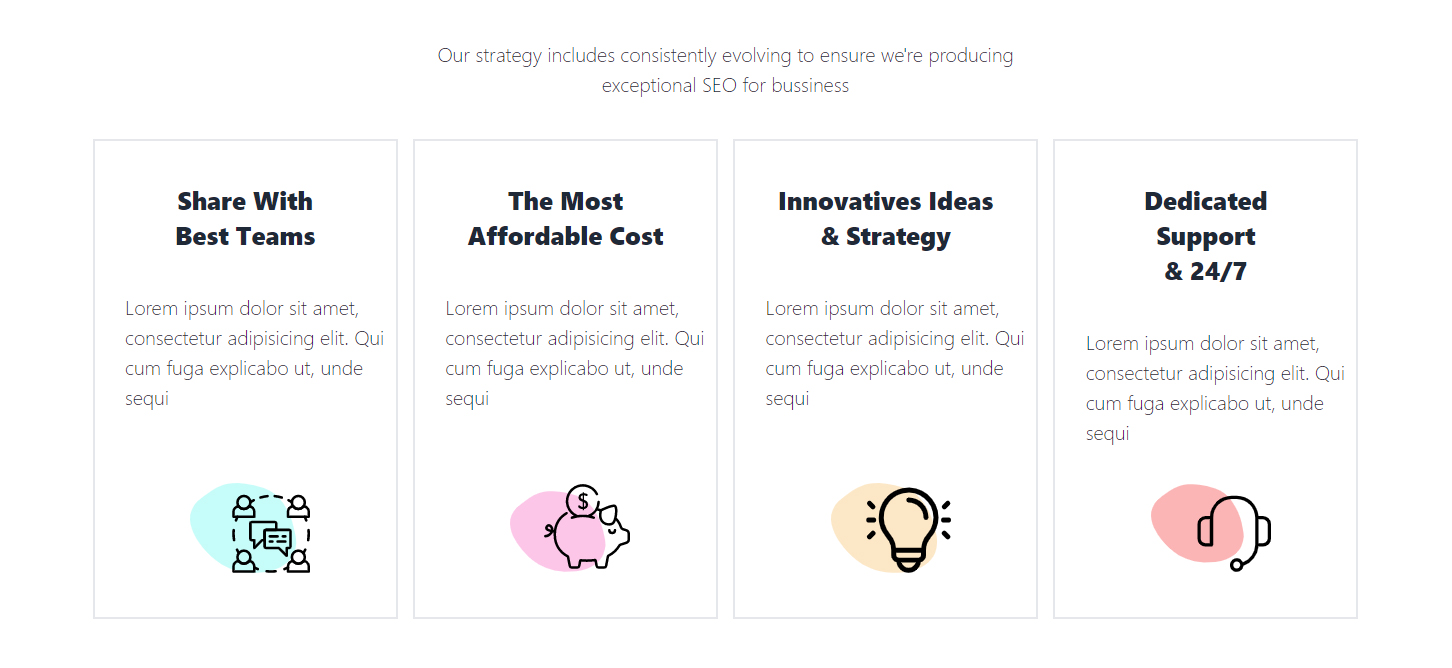 Our strategy includes consistently evolving to ensure we're producing
exceptional SEO for bussiness
Share With
Best Teams
Lorem ipsum dolor sit amet,
consectetur adipisicing elit. Qui
cum fuga explicabo ut, unde
sequi
The Most
Affordable Cost
Lorem ipsum dolor sit amet,
consectetur adipisicing elit. Qui
cum fuga explicabo ut, unde
sequi
$
Innovatives Ideas
& Strategy
Lorem ipsum dolor sit amet,
consectetur adipisicing elit. Qui
cum fuga explicabo ut, unde
sequi
Dedicated
Support
& 24/7
Lorem ipsum dolor sit amet,
consectetur adipisicing elit. Qui
cum fuga explicabo ut, unde
sequi